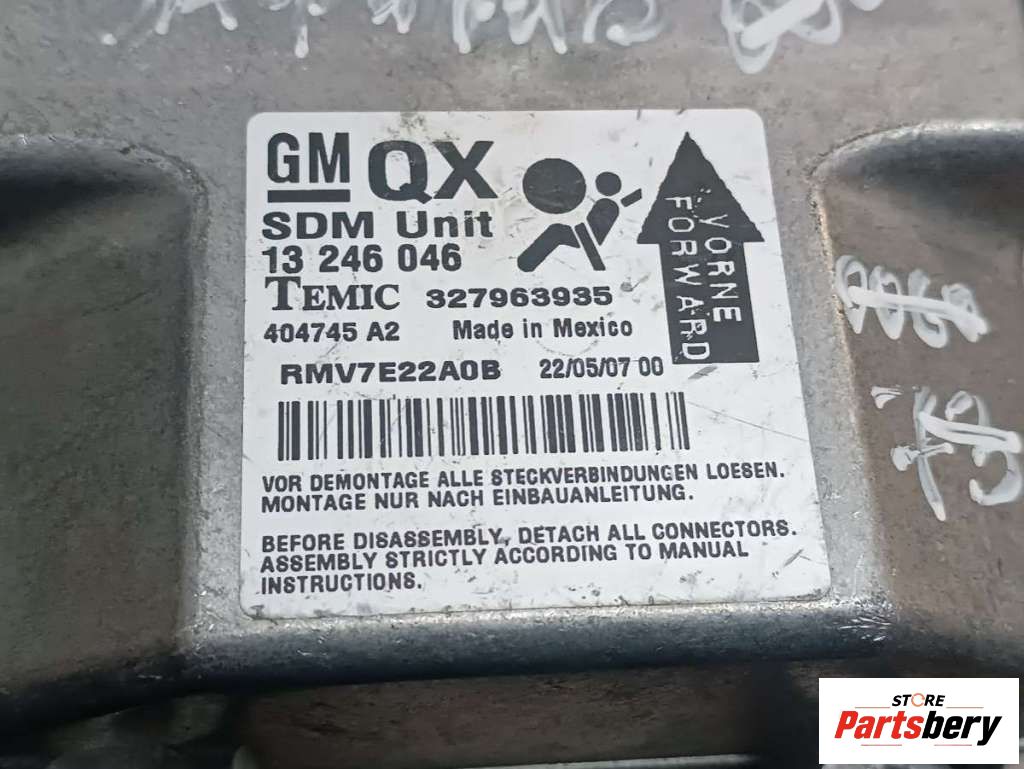 GM QX
SDM Unit
13 246 046
TEMIC 327963935
404745 A2 Made in Mexico
RMV7E22A0B 22/05/07 00
VORNE
FORWARD
VOR DEMONTAGE ALLE STECKVERBINDUNGEN LOESEN.
MONTAGE NUR NACH EINBAUANLEITUNG.
BEFORE DISASSEMBLY, DETACH ALL CONNECTORS.
ASSEMBLY STRICTLY ACCORDING TO MANUAL
INSTRUCTIONS.
STORE
Partsbery